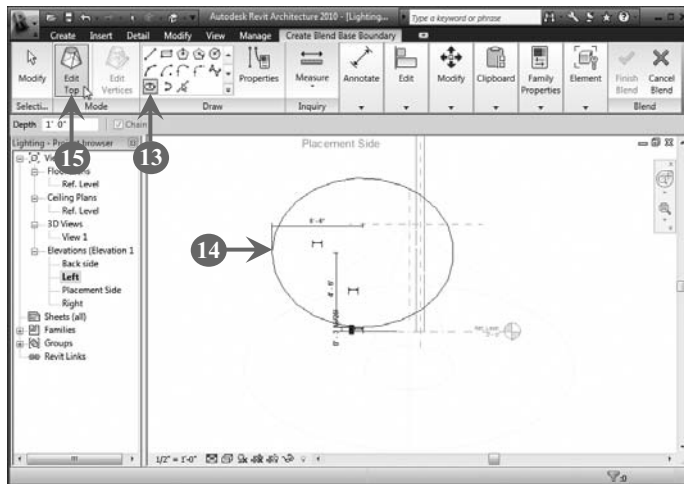 Autodesk Revit Architecture 2010 - [Lighting... Type a keyword or phrase
Create Insert Detail Modify View Manage Create Blend Base Boundary
Modify Edit Top Edit Vertices Properties Measure Annotate Edit Modify Clipboard Family Properties Element Finish Blend Cancel Blend
Selecti... Mode Draw Inquiry Blend
Depth 1' 0" Chain
15 13
Lighting - Project browser
Placement Side
Ref. Level
Ceiling Plans
Ref. Level
3D Views
View 1
Elevations (Elevation 1
Back side
Left
Placement Side
Right
Sheets (all)
Families
Groups
Revit Links
14
1/2" = 1'-0"
:0